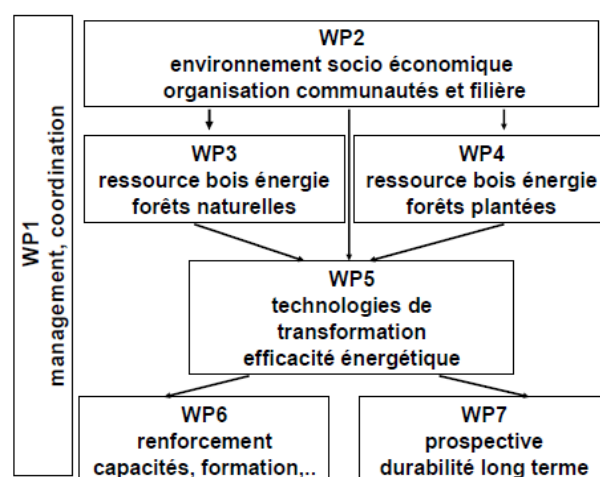 WP1
management, coordination
WP2
environnement socio économique
organisation communautés et filière
WP3
ressource bois énergie
forêts naturelles
WP4
ressource bois énergie
forêts plantées
WP5
technologies de
transformation
efficacité énergétique
WP6
renforcement
capacités, formation,..
WP7
prospective
durabilité long terme